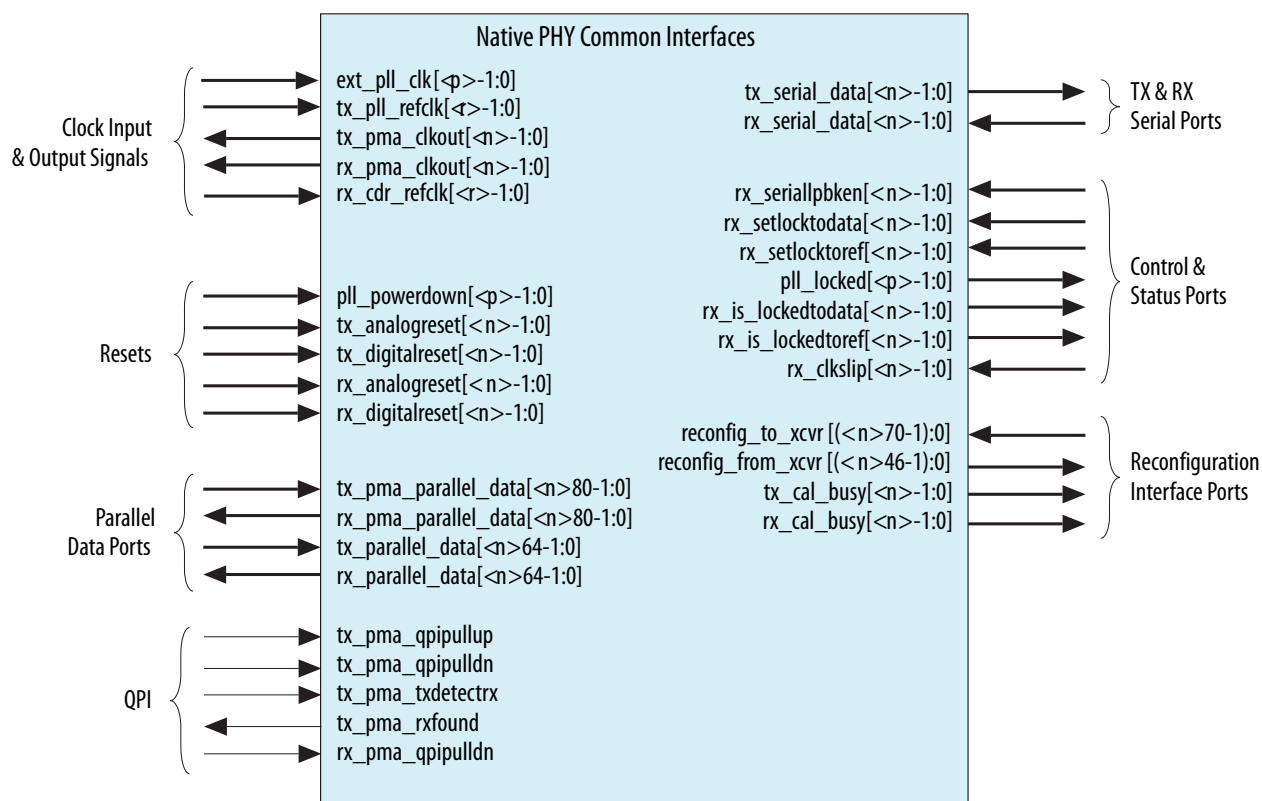 Native PHY Common Interfaces
Clock Input
& Output Signals
ext_pll_clk[<p>-1:0]
tx_pll_refclk[<r>-1:0]
tx_pma_clkout[<n>-1:0]
rx_pma_clkout[<n>-1:0]
rx_cdr_refclk[<r>-1:0]
Resets
pll_powerdown[<p>-1:0]
tx_analogreset[<n>-1:0]
tx_digitalreset[<n>-1:0]
rx_analogreset[<n>-1:0]
rx_digitalreset[<n>-1:0]
Parallel
Data Ports
tx_pma_parallel_data[<n>80-1:0]
rx_pma_parallel_data[<n>80-1:0]
tx_parallel_data[<n>64-1:0]
rx_parallel_data[<n>64-1:0]
QPI
tx_pma_qpipullup
tx_pma_qpipulldn
tx_pma_txdetectrx
tx_pma_rxfound
rx_pma_qpipulldn
tx_serial_data[<n>-1:0]
rx_serial_data[<n>-1:0]
TX & RX
Serial Ports
rx_seriallpbken[<n>-1:0]
rx_setlocktodata[<n>-1:0]
rx_setlocktoref[<n>-1:0]
pll_locked[<p>-1:0]
rx_is_lockedtodata[<n>-1:0]
rx_is_lockedtoref[<n>-1:0]
rx_clkslip[<n>-1:0]
Control &
Status Ports
reconfig_to_xcvr [(<n>70-1):0]
reconfig_from_xcvr [(<n>46-1):0]
tx_cal_busy[<n>-1:0]
rx_cal_busy[<n>-1:0]
Reconfiguration
Interface Ports